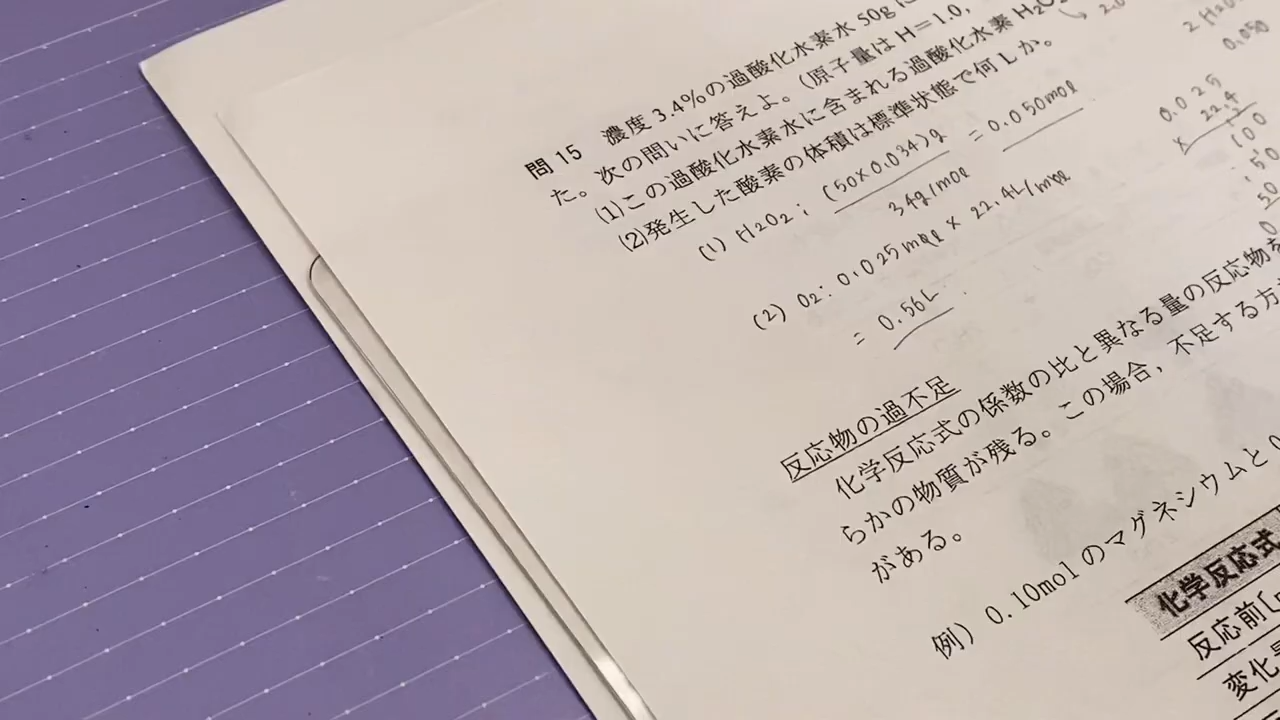 問 15 濃度 3.4%の過酸化水素水 50g に
た。次の問いに答えよ。(原子量は H=1.0,
(1)この過酸化水素水に含まれる過酸化水素 H₂O₂
(2)発生した酸素の体積は標準状態で何 L か。
(1) H₂O₂ : (50×0.034)g / 34g/mol = 0.050mol
(2) O₂ : 0.025mol × 22.4L/mol
= 0.56L
2 H₂O₂
0.050
0.025
× 22.4
100
50
50
反応物の過不足
化学反応式の係数の比と異なる量の反応物を
らかの物質が残る。この場合，不足する方
がある。
例) 0.10mol のマグネシウムと
化学反応式
反応前[
変化